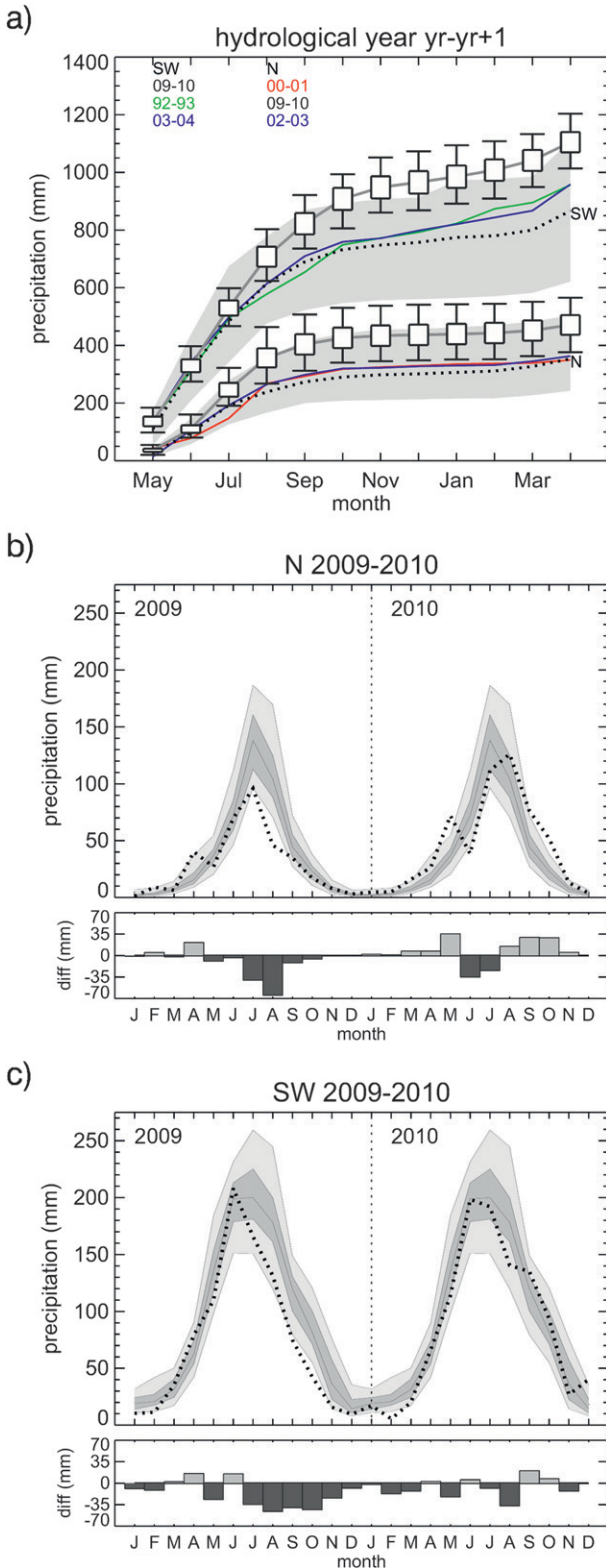 a)
hydrological year yr-yr+1
SW N
09-10 00-01
92-93 09-10
03-04 02-03
1400
1200
1000
800
600
400
200
0
precipitation (mm)
SW
N
May Jul Sep Nov Jan Mar
month
b)
N 2009-2010
2009 2010
250
200
150
100
50
0
precipitation (mm)
70
35
-35
-70
diff (mm)
J F M A M J J A S O N D J F M A M J J A S O N D
month
c)
SW 2009-2010
2009 2010
250
200
150
100
50
0
precipitation (mm)
70
35
0
-35
-70
diff (mm)
J F M A M J J A S O N D J F M A M J J A S O N D
month